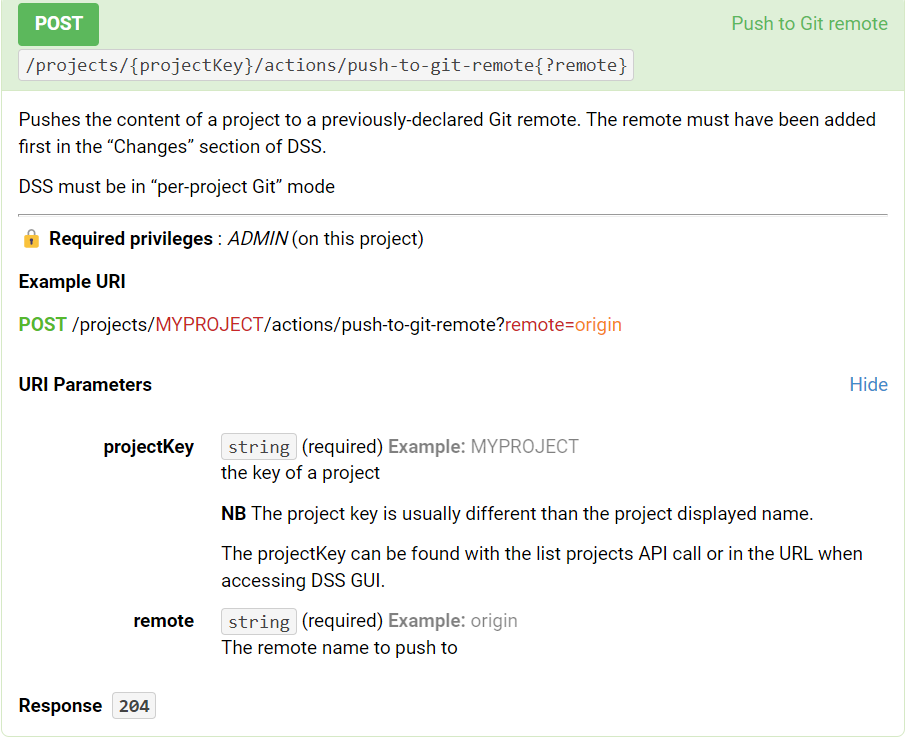 POST
Push to Git remote
/projects/{projectKey}/actions/push-to-git-remote{?remote}
Pushes the content of a project to a previously-declared Git remote. The remote must have been added
first in the “Changes” section of DSS.
DSS must be in “per-project Git” mode
Required privileges : ADMIN (on this project)
Example URI
POST /projects/MYPROJECT/actions/push-to-git-remote?remote=origin
URI Parameters
Hide
projectKey string (required) Example: MYPROJECT
the key of a project
NB The project key is usually different than the project displayed name.
The projectKey can be found with the list projects API call or in the URL when
accessing DSS GUI.
remote string (required) Example: origin
The remote name to push to
Response 204